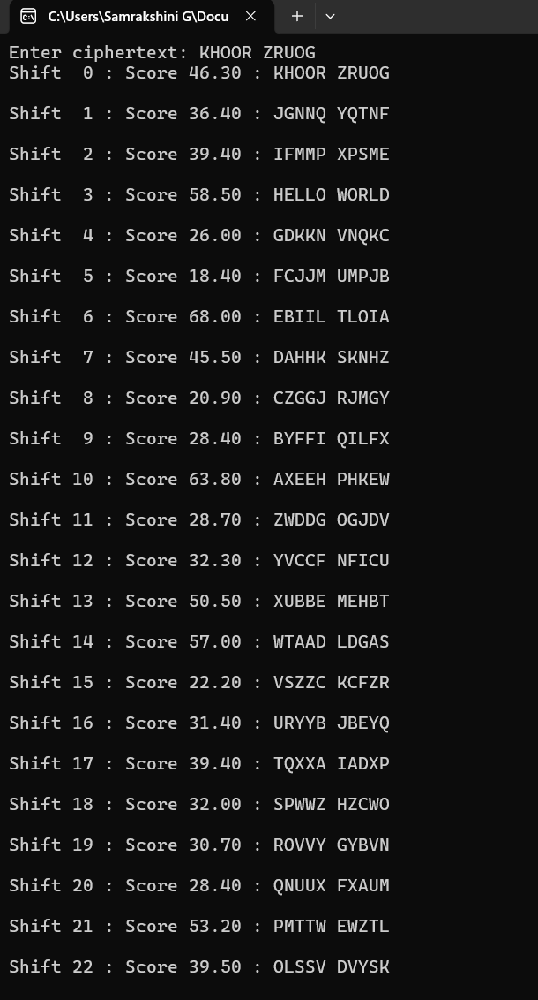 C:\Users\Samrakshini G\Docu
Enter ciphertext: KHOOR ZRUOG
Shift  0 : Score 46.30 : KHOOR ZRUOG
Shift  1 : Score 36.40 : JGNNQ YQTNF
Shift  2 : Score 39.40 : IFMMP XPSME
Shift  3 : Score 58.50 : HELLO WORLD
Shift  4 : Score 26.00 : GDKKN VNQKC
Shift  5 : Score 18.40 : FCJJM UMPJB
Shift  6 : Score 68.00 : EBIIL TLOIA
Shift  7 : Score 45.50 : DAHHK SKNHZ
Shift  8 : Score 20.90 : CZGGJ RJMGY
Shift  9 : Score 28.40 : BYFFI QILFX
Shift 10 : Score 63.80 : AXEEH PHKEW
Shift 11 : Score 28.70 : ZWDDG OGJDV
Shift 12 : Score 32.30 : YVCCF NFICU
Shift 13 : Score 50.50 : XUBBE MEHBT
Shift 14 : Score 57.00 : WTAAD LDGAS
Shift 15 : Score 22.20 : VSZZC KCFZR
Shift 16 : Score 31.40 : URYYB JBEYQ
Shift 17 : Score 39.40 : TQXXA IADXP
Shift 18 : Score 32.00 : SPWWZ HZCWO
Shift 19 : Score 30.70 : ROVVY GYBVN
Shift 20 : Score 28.40 : QNUUX FXAUM
Shift 21 : Score 53.20 : PMTTW EWZTL
Shift 22 : Score 39.50 : OLSSV DVYSK